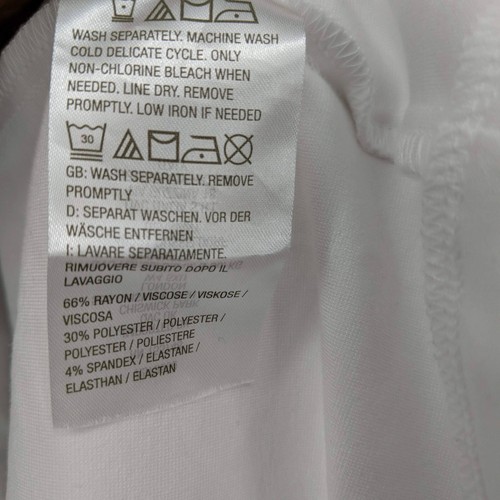 WASH SEPARATELY. MACHINE WASH
COLD DELICATE CYCLE. ONLY
NON-CHLORINE BLEACH WHEN
NEEDED. LINE DRY. REMOVE
PROMPTLY. LOW IRON IF NEEDED
30
GB: WASH SEPARATELY. REMOVE
PROMPTLY
D: SEPARAT WASCHEN. VOR DER
WÄSCHE ENTFERNEN
I: LAVARE SEPARATAMENTE.
RIMUOVERE SUBITO DOPO IL
LAVAGGIO
66% RAYON / VISCOSE / VISKOSE /
VISCOSA
30% POLYESTER / POLYESTER /
POLYESTER / POLIESTERE
4% SPANDEX / ELASTANE /
ELASTHAN / ELASTAN